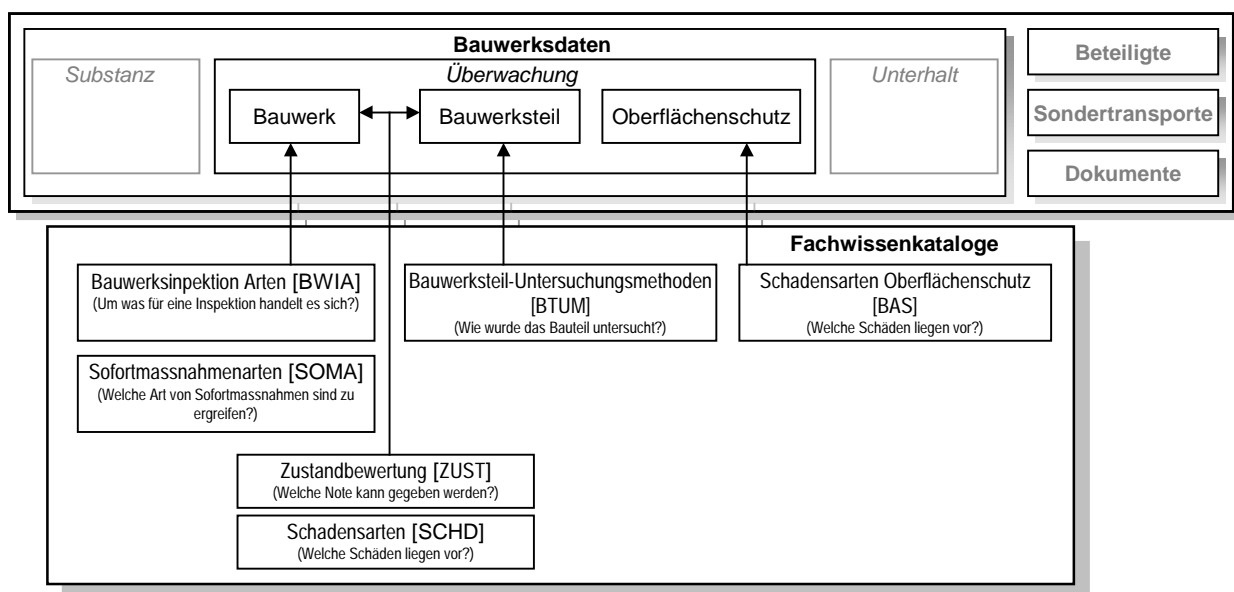 Bauwerksdaten
Substanz
Überwachung
Unterhalt
Bauwerk
Bauwerksteil
Oberflächenschutz
Beteiligte
Sondertransporte
Dokumente
Fachwissenkataloge
Bauwerksinpektion Arten [BWIA]
(Um was für eine Inspektion handelt es sich?)
Bauwerksteil-Untersuchungsmethoden
[BTUM]
(Wie wurde das Bauteil untersucht?)
Schadensarten Oberflächenschutz
[BAS]
(Welche Schäden liegen vor?)
Sofortmassnahmenarten [SOMA]
(Welche Art von Sofortmassnahmen sind zu
ergreifen?)
Zustandbewertung [ZUST]
(Welche Note kann gegeben werden?)
Schadensarten [SCHD]
(Welche Schäden liegen vor?)